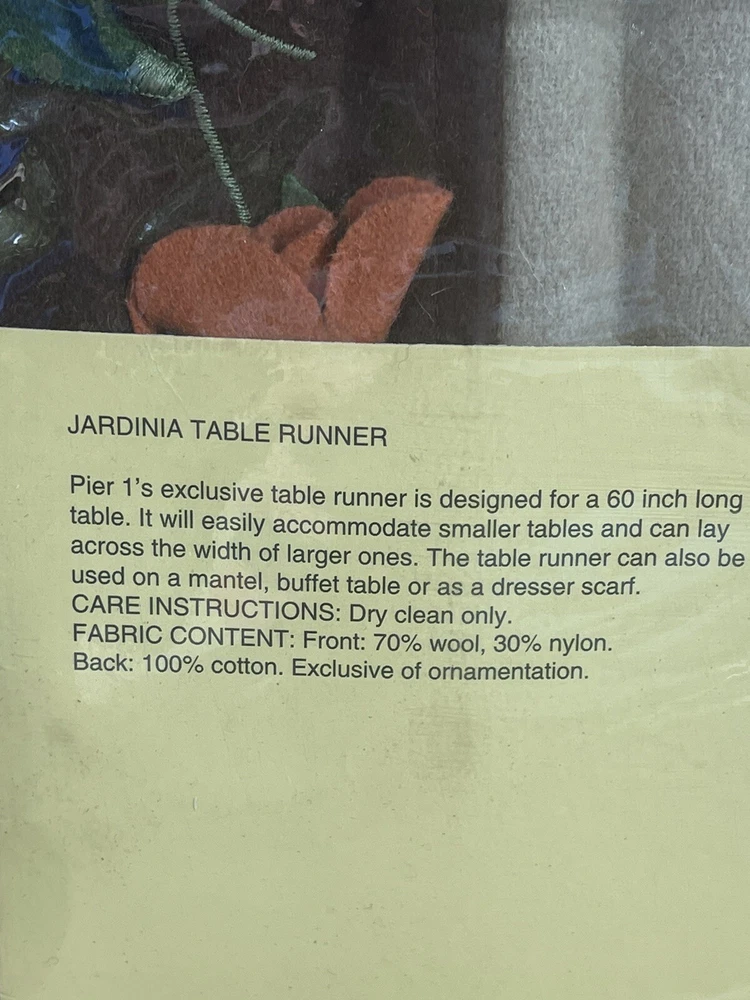 JARDINIA TABLE RUNNER
Pier 1's exclusive table runner is designed for a 60 inch long
table. It will easily accommodate smaller tables and can lay
across the width of larger ones. The table runner can also be
used on a mantel, buffet table or as a dresser scarf.
CARE INSTRUCTIONS: Dry clean only.
FABRIC CONTENT: Front: 70% wool, 30% nylon.
Back: 100% cotton. Exclusive of ornamentation.